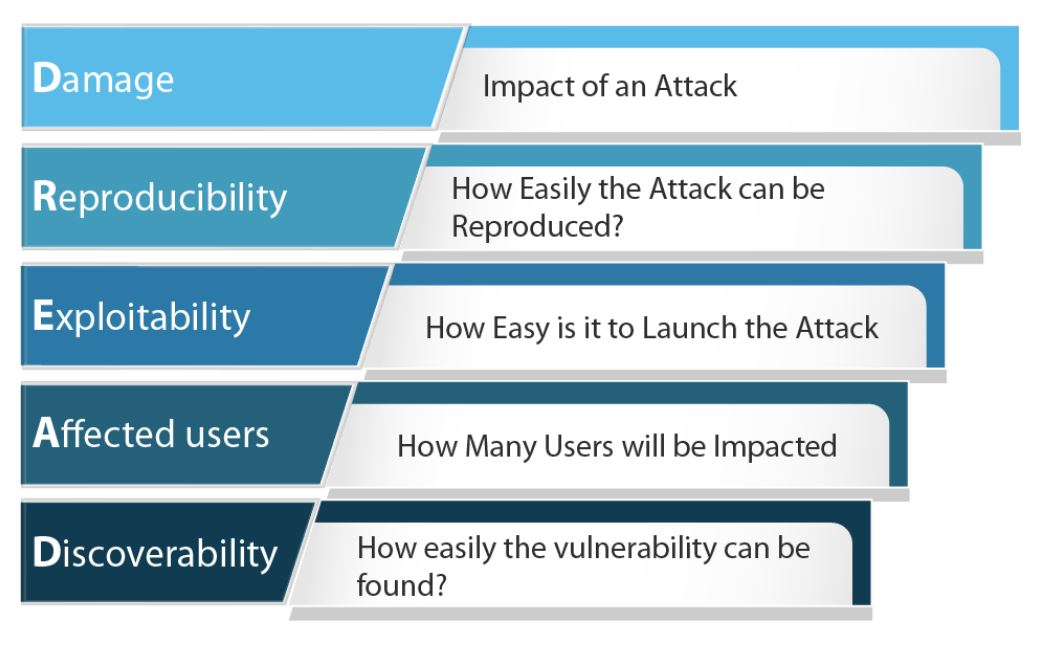 Damage
Impact of an Attack
Reproducibility
How Easily the Attack can be
Reproduced?
Exploitability
How Easy is it to Launch the Attack
Affected users
How Many Users will be Impacted
Discoverability
How easily the vulnerability can be
found?